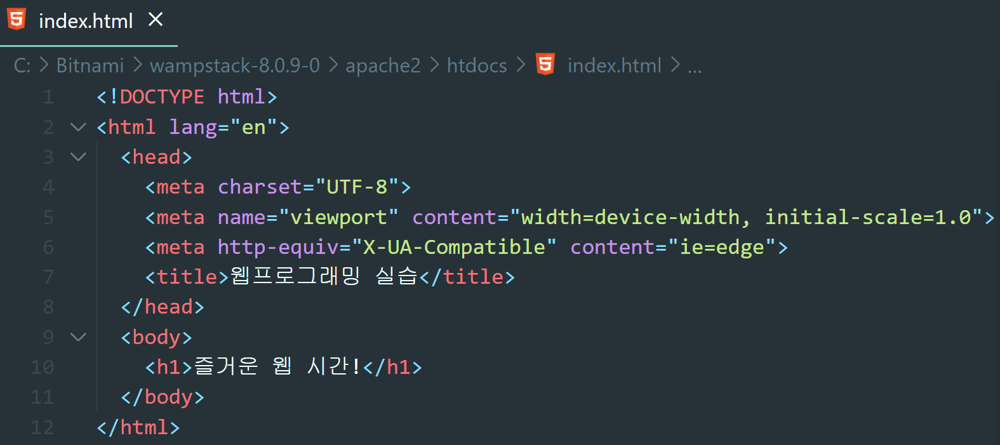 index.html ×
C: > Bitnami > wampstack-8.0.9-0 > apache2 > htdocs > index.html > ...
1 <!DOCTYPE html>
2 <html lang="en">
3 <head>
4 <meta charset="UTF-8">
5 <meta name="viewport" content="width=device-width, initial-scale=1.0">
6 <meta http-equiv="X-UA-Compatible" content="ie=edge">
7 <title>웹프로그래밍 실습</title>
8 </head>
9 <body>
10 <h1>즐거운 웹 시간!</h1>
11 </body>
12 </html>